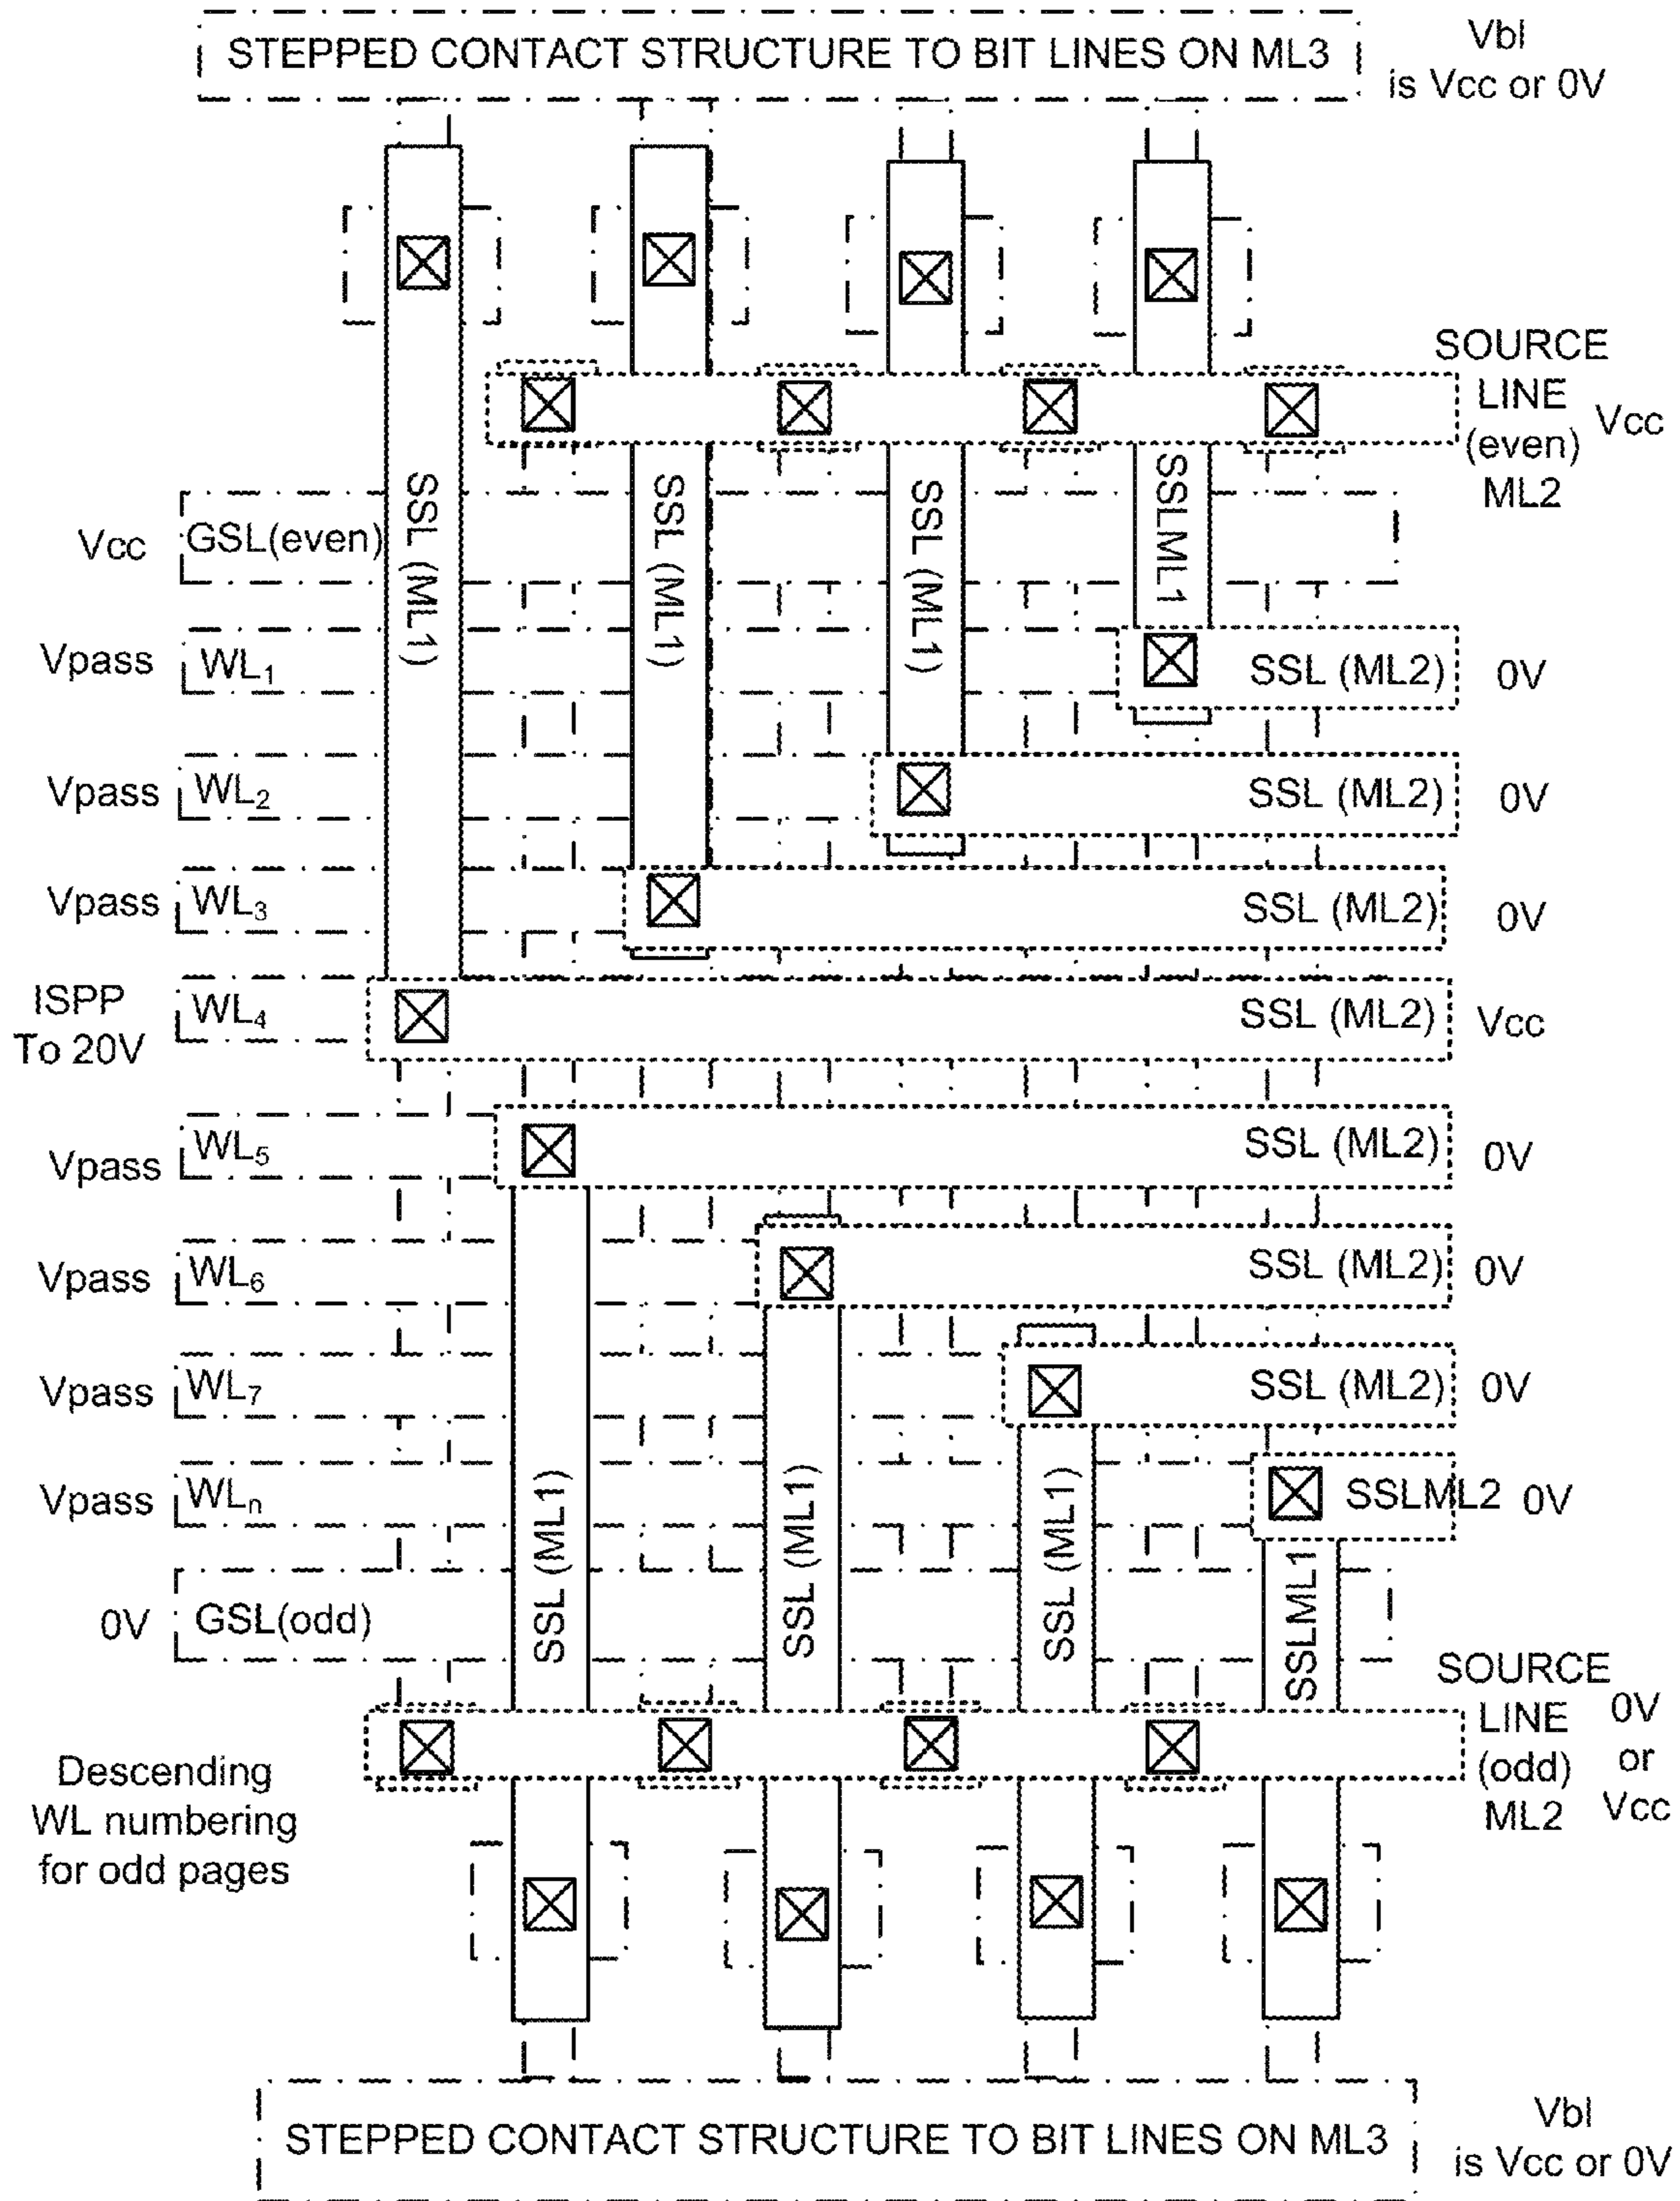 STEPPED CONTACT STRUCTURE TO BIT LINES ON ML3
Vbl
is Vcc or 0V
SOURCE
LINE
(even)
ML2
Vcc
SSL (ML1)
SSL (ML1)
SSL (ML1)
SSLML1
Vcc
GSL(even)
Vpass
WL1
SSL (ML2)
0V
Vpass
WL2
SSL (ML2)
0V
Vpass
WL3
SSL (ML2)
0V
ISPP
To 20V
WL4
SSL (ML2)
Vcc
Vpass
WL5
SSL (ML2)
0V
Vpass
WL6
SSL (ML2)
0V
Vpass
WL7
SSL (ML2)
0V
Vpass
WLn
SSLML2
0V
SSL (ML1)
SSL (ML1)
SSL (ML1)
SSLML1
0V
GSL(odd)
SOURCE
LINE
(odd)
ML2
0V
or
Vcc
Descending
WL numbering
for odd pages
STEPPED CONTACT STRUCTURE TO BIT LINES ON ML3
Vbl
is Vcc or 0V